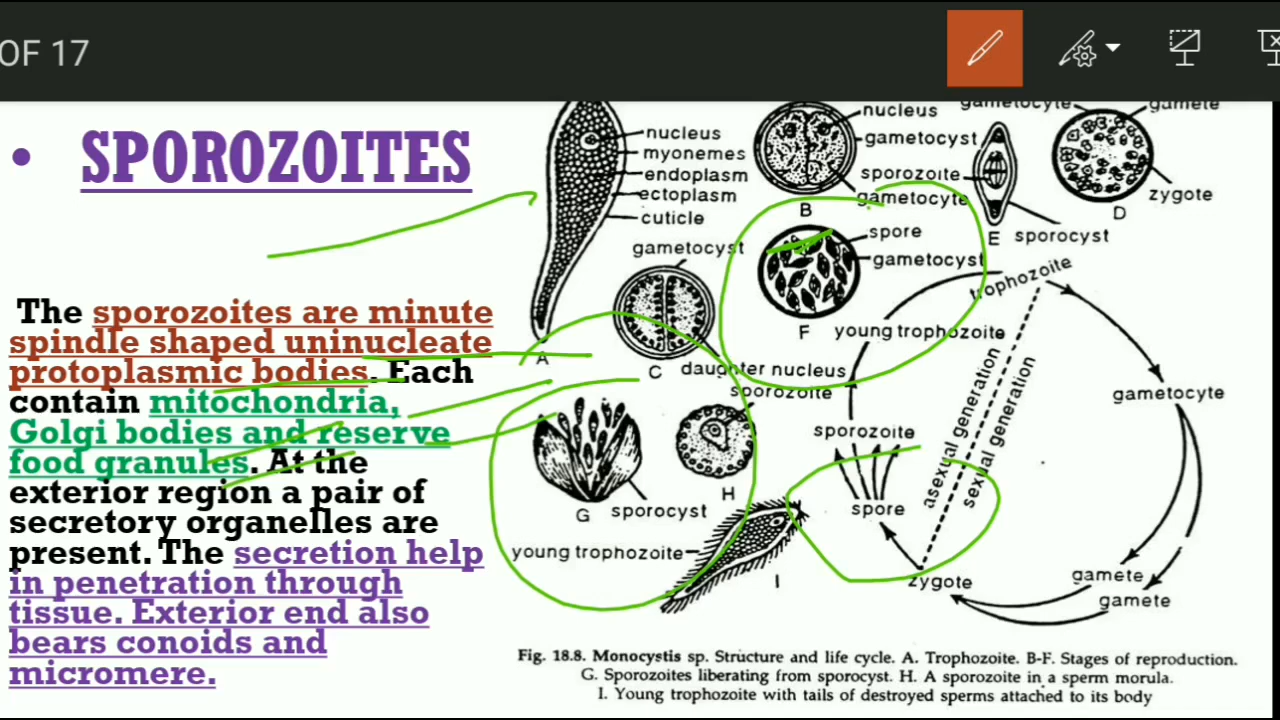 OF 17
• SPOROZOITES
The sporozoites are minute
spindle shaped uninucleate
protoplasmic bodies. Each
contain mitochondria,
Golgi bodies and reserve
food granules. At the
exterior region a pair of
secretory organelles are
present. The secretion help
in penetration through
tissue. Exterior end also
bears conoids and
micromere.
nucleus
myonemes
endoplasm
ectoplasm
cuticle
A
nucleus
gametocyst
gametocyte
B
gametocyst
C
daughter nucleus
gametocyte
gamete
zygote
D
sporozoite
E
sporocyst
spore
gametocyst
F
sporocyst
G
sporozoite
H
young trophozoite
I
trophozoite
young trophozoite
gametocyte
sporozoite
asexual generation
sexual generation
spore
zygote
gamete
gamete
Fig. 18.8. Monocystis sp. Structure and life cycle. A. Trophozoite. B-F. Stages of reproduction.
G. Sporozoites liberating from sporocyst. H. A sporozoite in a sperm morula.
I. Young trophozoite with tails of destroyed sperms attached to its body